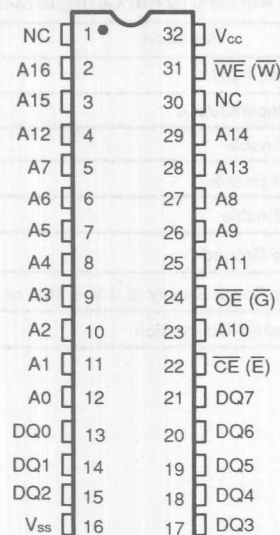 NC 1 32 Vcc
A16 2 31 W̅E̅ (W̅)
A15 3 30 NC
A12 4 29 A14
A7 5 28 A13
A6 6 27 A8
A5 7 26 A9
A4 8 25 A11
A3 9 24 O̅E̅ (G̅)
A2 10 23 A10
A1 11 22 C̅E̅ (E̅)
A0 12 21 DQ7
DQ0 13 20 DQ6
DQ1 14 19 DQ5
DQ2 15 18 DQ4
Vss 16 17 DQ3